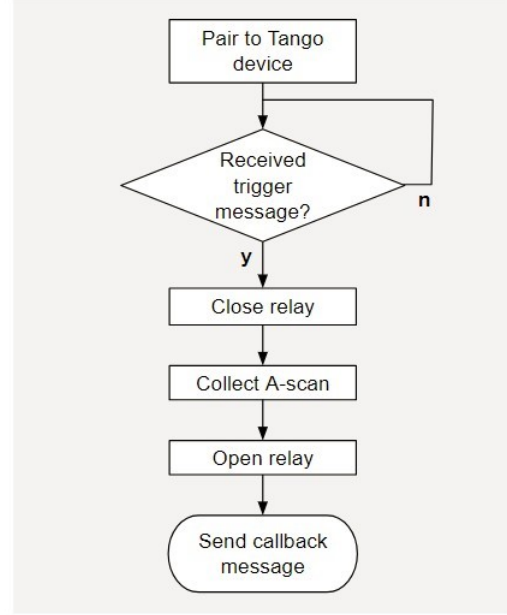 Pair to Tango
device
Received
trigger
message?
n
y
Close relay
Collect A-scan
Open relay
Send callback
message